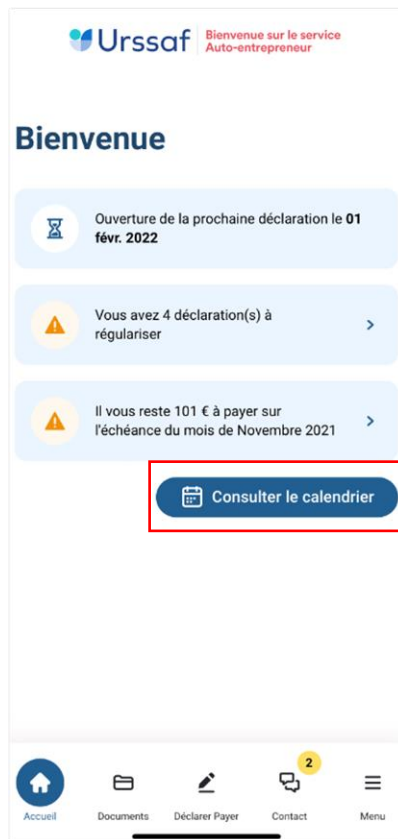 Urssaf
Bienvenue sur le service
Auto-entrepreneur
Bienvenue
Ouverture de la prochaine déclaration le 01
févr. 2022
Vous avez 4 déclaration(s) à
régulariser
Il vous reste 101 € à payer sur
l'échéance du mois de Novembre 2021
Consulter le calendrier
2
Accueil
Documents
Déclarer Payer
Contact
Menu